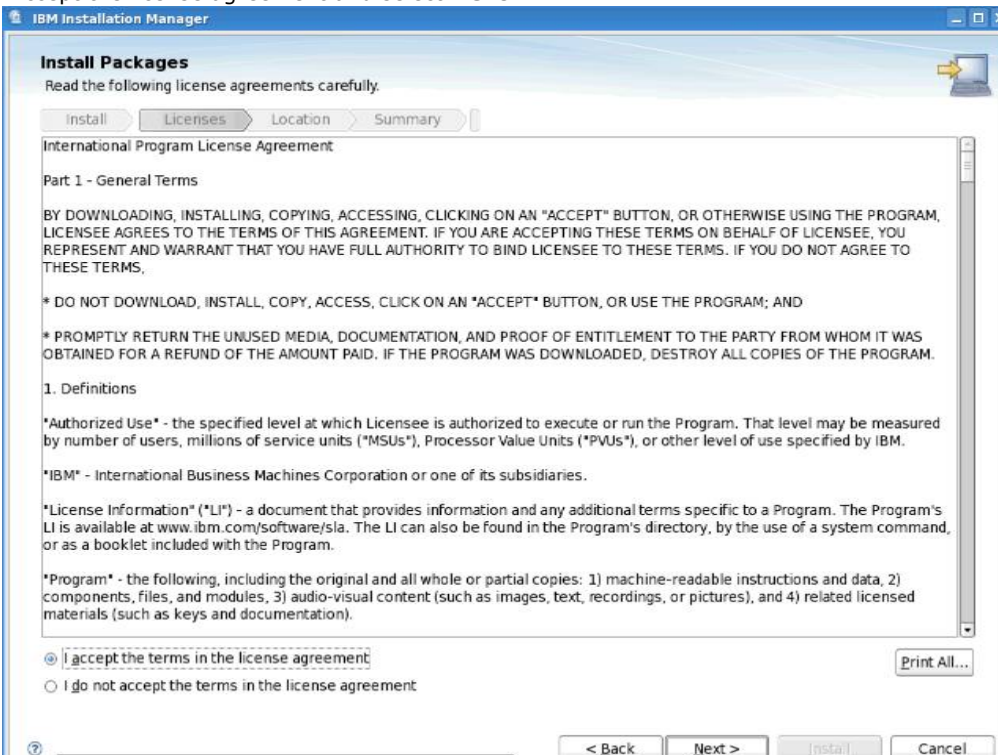 IBM Installation Manager
Install Packages
Read the following license agreements carefully.
Install
Licenses
Location
Summary
International Program License Agreement
Part 1 - General Terms
BY DOWNLOADING, INSTALLING, COPYING, ACCESSING, CLICKING ON AN "ACCEPT" BUTTON, OR OTHERWISE USING THE PROGRAM,
LICENSEE AGREES TO THE TERMS OF THIS AGREEMENT. IF YOU ARE ACCEPTING THESE TERMS ON BEHALF OF LICENSEE, YOU
REPRESENT AND WARRANT THAT YOU HAVE FULL AUTHORITY TO BIND LICENSEE TO THESE TERMS. IF YOU DO NOT AGREE TO
THESE TERMS,
* DO NOT DOWNLOAD, INSTALL, COPY, ACCESS, CLICK ON AN "ACCEPT" BUTTON, OR USE THE PROGRAM; AND
* PROMPTLY RETURN THE UNUSED MEDIA, DOCUMENTATION, AND PROOF OF ENTITLEMENT TO THE PARTY FROM WHOM IT WAS
OBTAINED FOR A REFUND OF THE AMOUNT PAID. IF THE PROGRAM WAS DOWNLOADED, DESTROY ALL COPIES OF THE PROGRAM.
1. Definitions
"Authorized Use" - the specified level at which Licensee is authorized to execute or run the Program. That level may be measured
by number of users, millions of service units ("MSUs"), Processor Value Units ("PVUs"), or other level of use specified by IBM.
"IBM" - International Business Machines Corporation or one of its subsidiaries.
"License Information" ("LI") - a document that provides information and any additional terms specific to a Program. The Program's
LI is available at www.ibm.com/software/sla. The LI can also be found in the Program's directory, by the use of a system command,
or as a booklet included with the Program.
"Program" - the following, including the original and all whole or partial copies: 1) machine-readable instructions and data, 2)
components, files, and modules, 3) audio-visual content (such as images, text, recordings, or pictures), and 4) related licensed
materials (such as keys and documentation).
I accept the terms in the license agreement
Print All...
I do not accept the terms in the license agreement
?
< Back
Next >
Install
Cancel